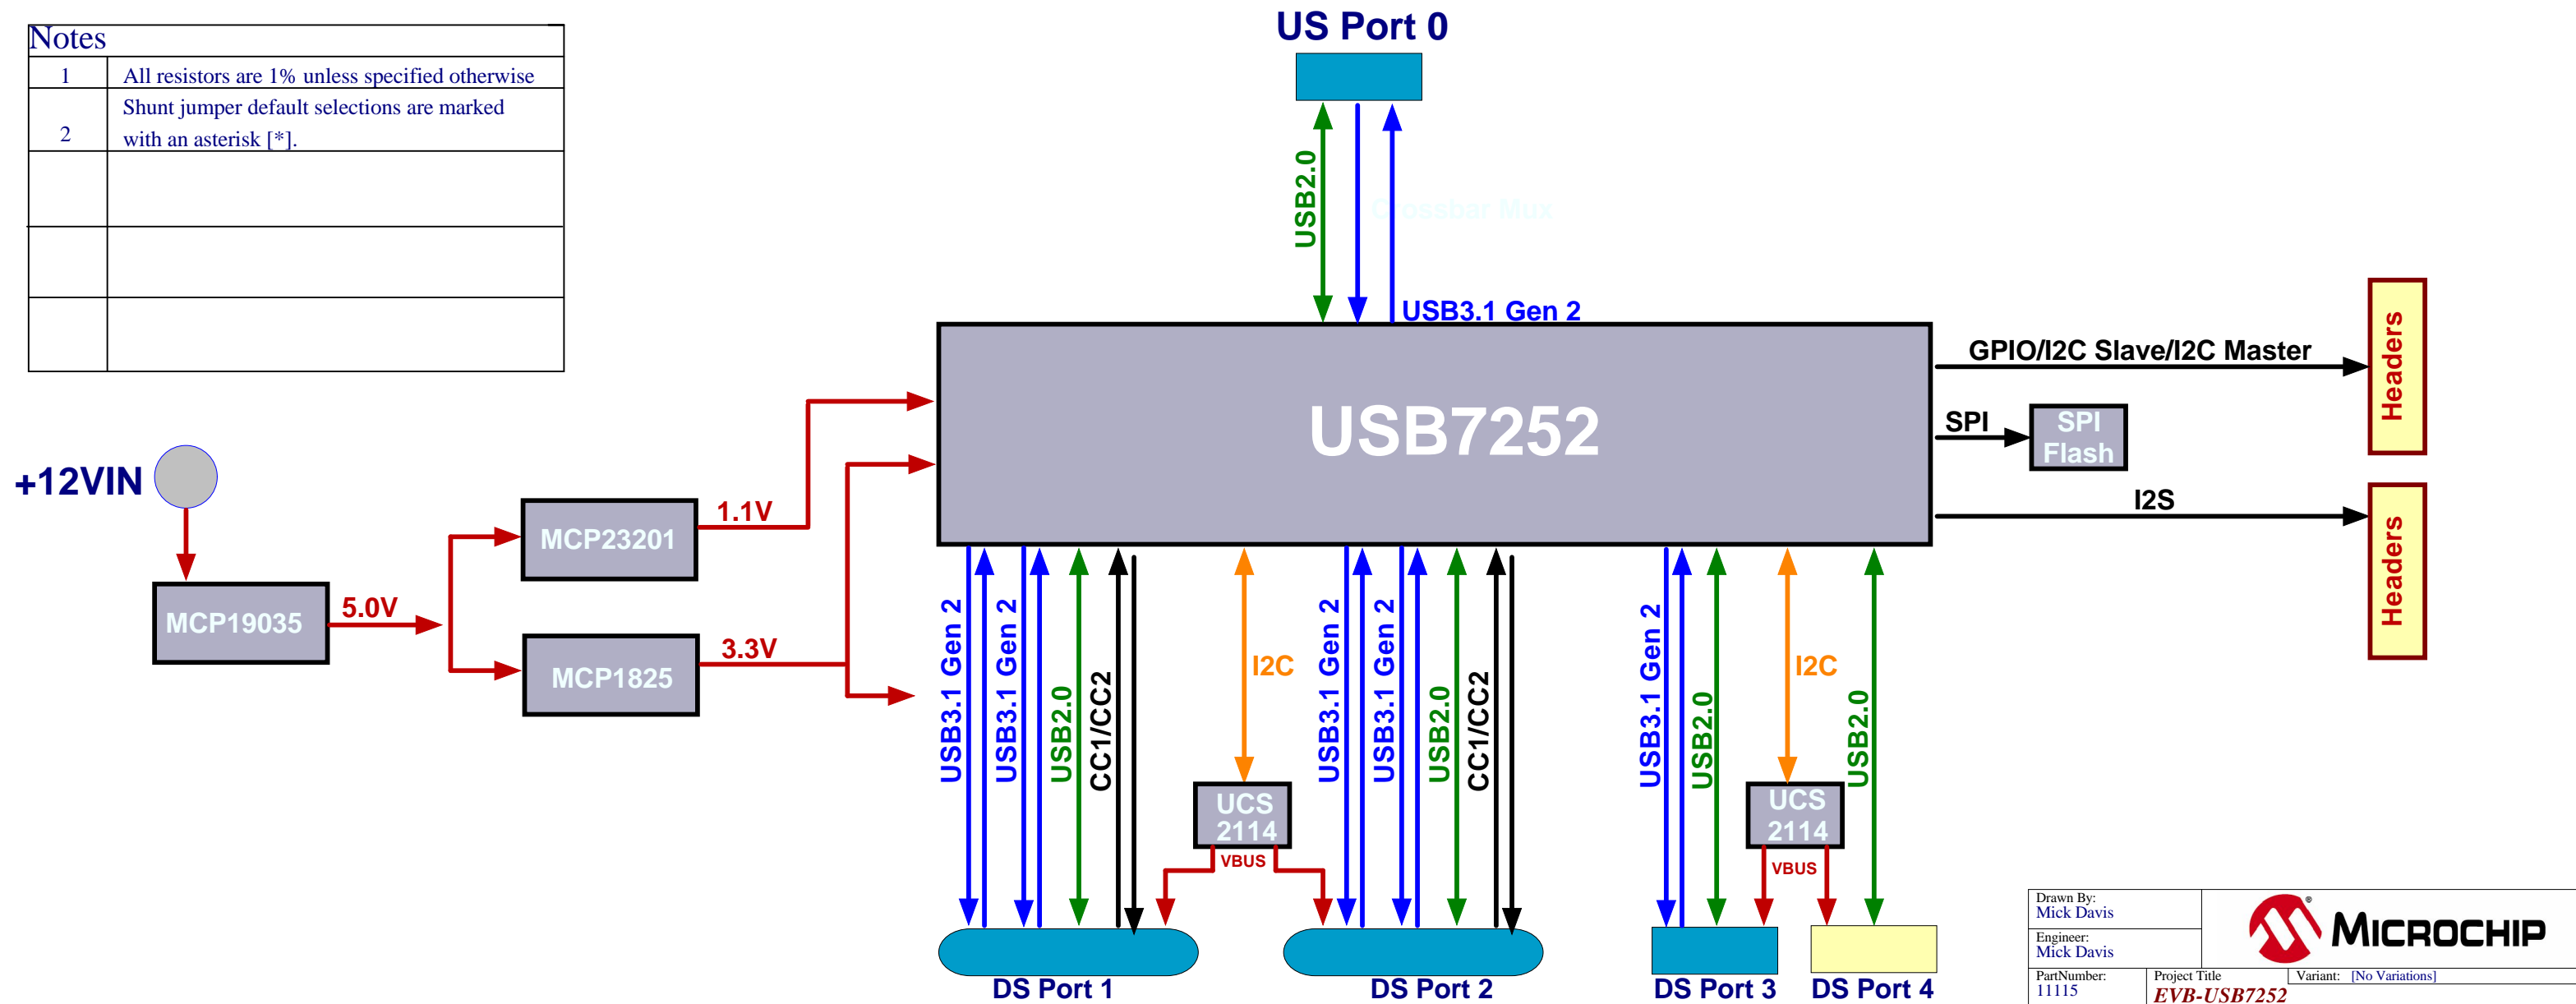 Notes
1 All resistors are 1% unless specified otherwise
2 Shunt jumper default selections are marked
with an asterisk [*].
US Port 0
USB2.0
Crossbar Mux
USB3.1 Gen 2
USB7252
GPIO/I2C Slave/I2C Master
Headers
SPI
SPI
Flash
I2S
Headers
+12VIN
MCP19035
5.0V
MCP23201
1.1V
MCP1825
3.3V
USB3.1 Gen 2
USB3.1 Gen 2
USB2.0
CC1/CC2
I2C
UCS
2114
VBUS
USB3.1 Gen 2
USB3.1 Gen 2
USB2.0
CC1/CC2
USB3.1 Gen 2
USB2.0
I2C
UCS
2114
VBUS
USB2.0
DS Port 1
DS Port 2
DS Port 3
DS Port 4
Drawn By:
Mick Davis
Engineer:
Mick Davis
MICROCHIP
®
PartNumber:
11115
Project Title
EVB-USB7252
Variant: [No Variations]